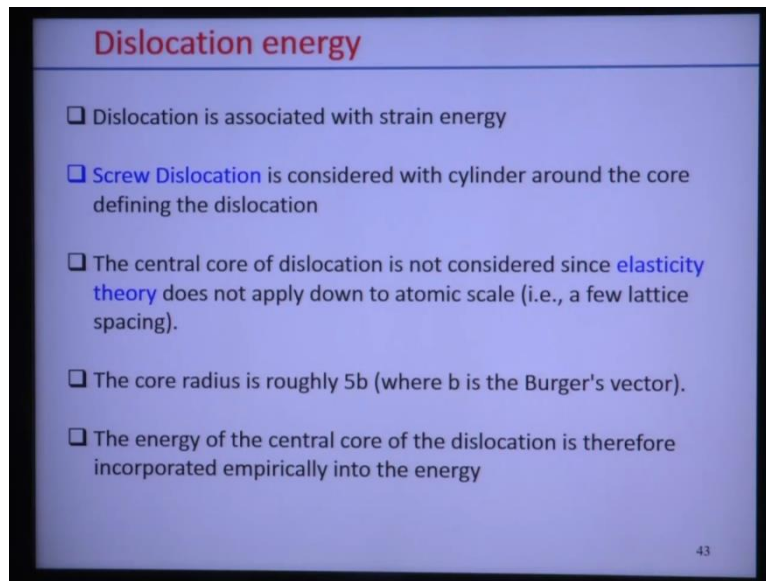 Dislocation energy
❑ Dislocation is associated with strain energy
❑ Screw Dislocation is considered with cylinder around the core
defining the dislocation
❑ The central core of dislocation is not considered since elasticity
theory does not apply down to atomic scale (i.e., a few lattice
spacing).
❑ The core radius is roughly 5b (where b is the Burger's vector).
❑ The energy of the central core of the dislocation is therefore
incorporated empirically into the energy
43